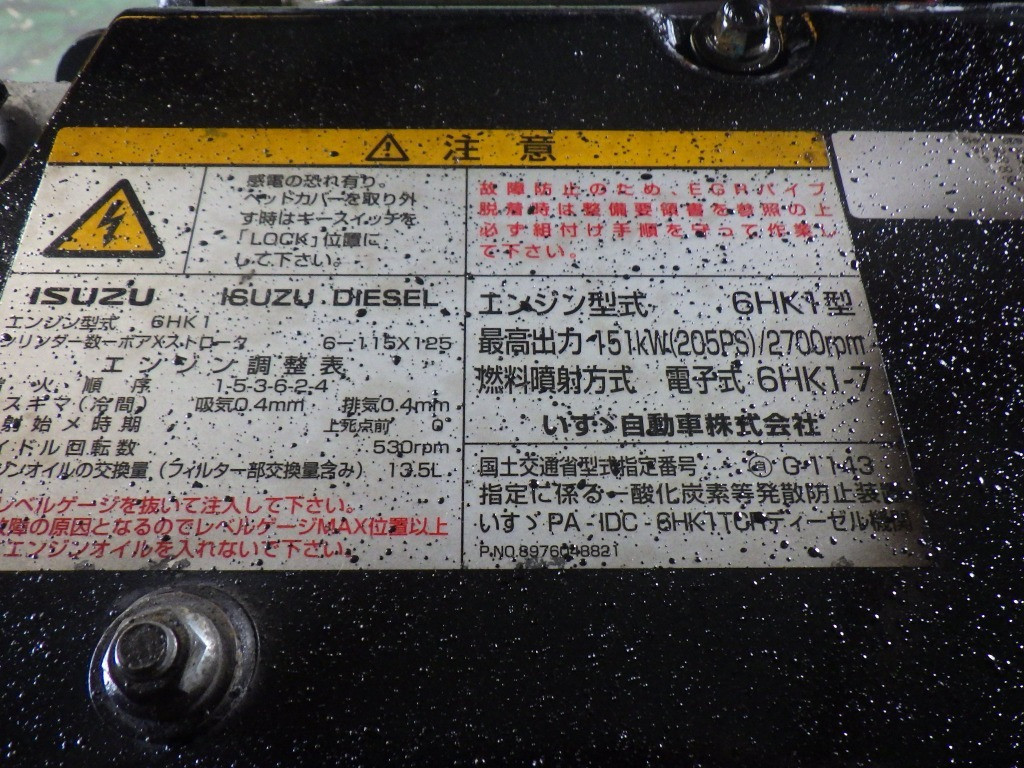 注意
感電の恐れ有り。
ヘッドカバーを取り外
す時はキースイッチを
「LOCK」位置に
して下さい。
故障防止のため、EGRパイプ
脱着時は整備要領書を参照の上
必ず組付け手順を守って作業し
て下さい。
ISUZU ISUZU DIESEL
エンジン型式 6HK1
ンリンダー数ーボアXストローク 6-115X125
エンジン調整表
火順序 1-5-3-6-2-4
スキマ(冷間) 吸気0.4mm 排気0.4mm
射始メ時期 上死点前 0
イドル回転数 530rpm
ジンオイルの交換量(フィルター部交換量含み) 13.5L
レベルゲージを抜いて注入して下さい。
故障の原因となるのでレベルゲージMAX位置以上
エンジンオイルを入れないで下さい。
エンジン型式 6HK1型
最高出力 151kW(205PS)/2700rpm
燃料噴射方式 電子式 6HK1-7
いすゞ自動車株式会社
国土交通省型式指定番号 G-1143
指定に係る一酸化炭素等発散防止装置
いすゞPA-IDC-6HK1TCHディーゼル機関
P.NO.8976048821